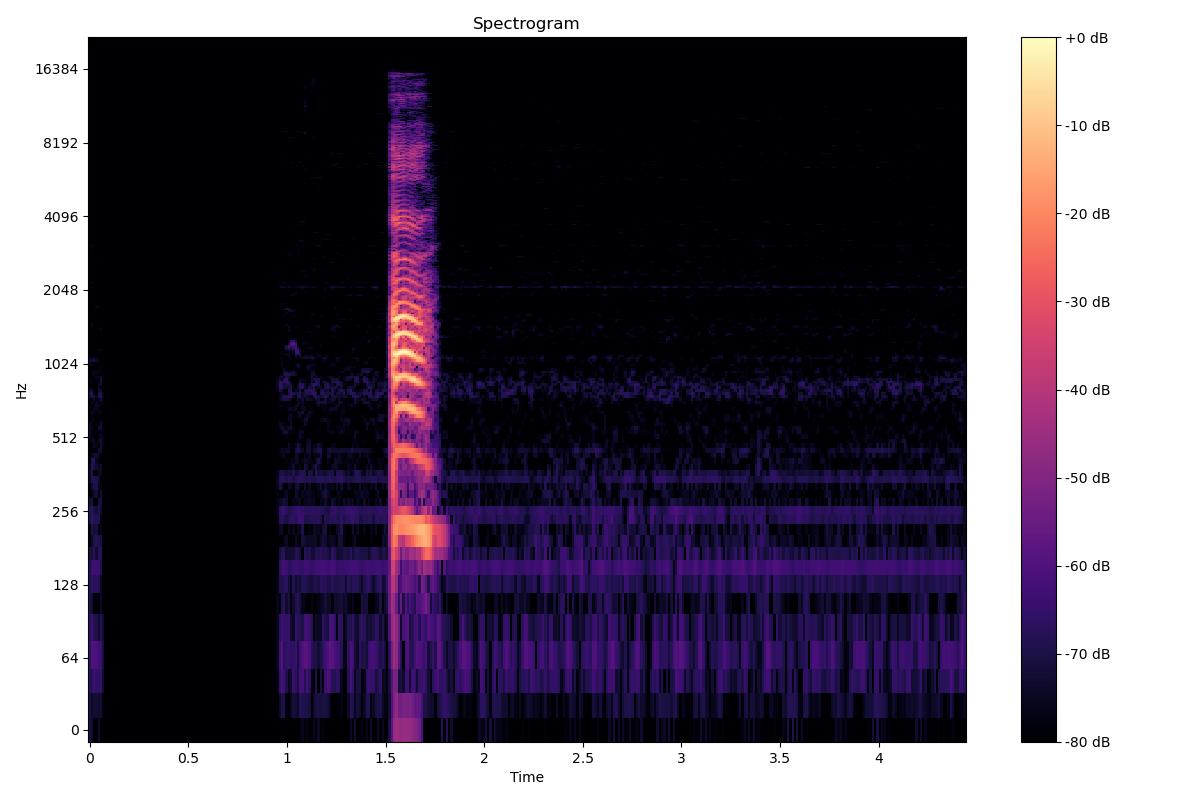 Spectrogram
16384
8192
4096
2048
1024
512
256
128
64
0
Hz
0 0.5 1 1.5 2 2.5 3 3.5 4
Time
+0 dB
-10 dB
-20 dB
-30 dB
-40 dB
-50 dB
-60 dB
-70 dB
-80 dB